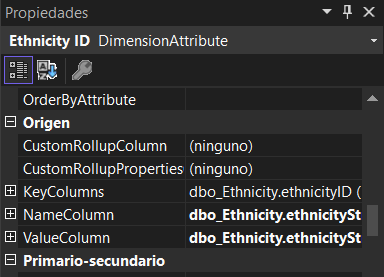 Propiedades
Ethnicity ID DimensionAttribute
OrderByAttribute
Origen
CustomRollupColumn (ninguno)
CustomRollupProperties (ninguno)
KeyColumns dbo_Ethnicity.ethnicityID (
NameColumn dbo_Ethnicity.ethnicitySt
ValueColumn dbo_Ethnicity.ethnicitySt
Primario-secundario